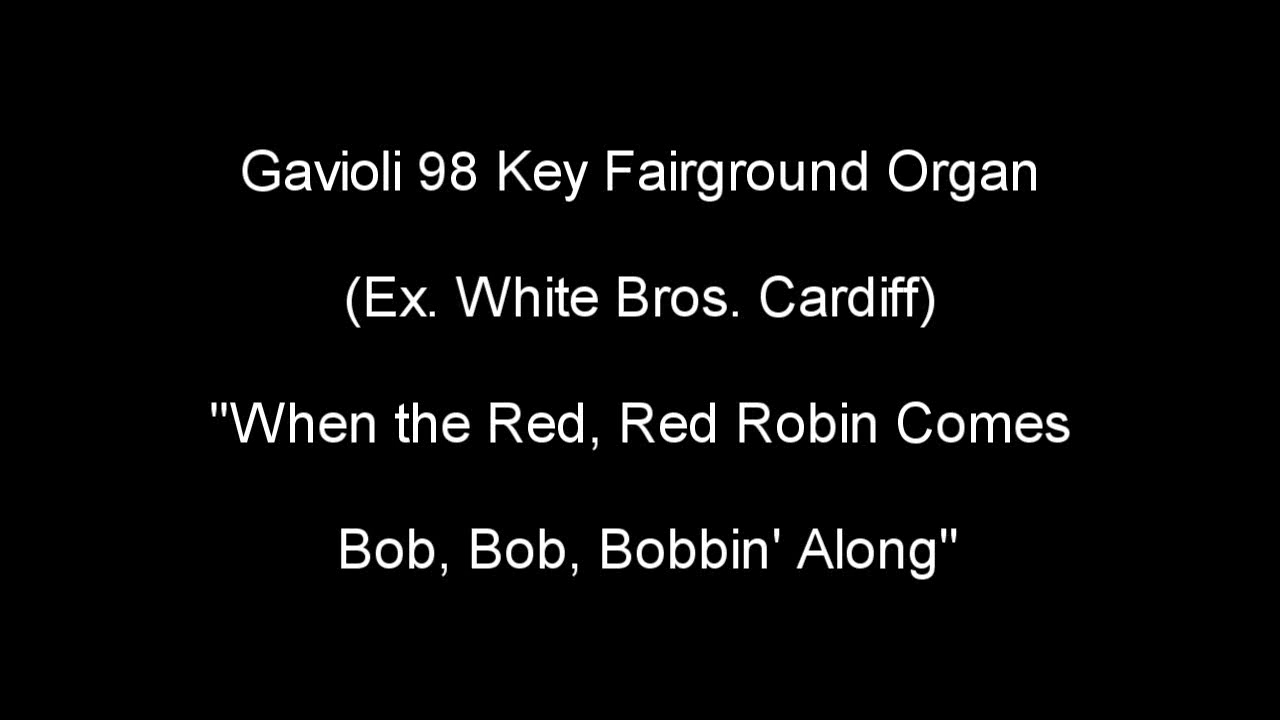 Gavioli 98 Key Fairground Organ
(Ex. White Bros. Cardiff)
"When the Red, Red Robin Comes
Bob, Bob, Bobbin' Along"